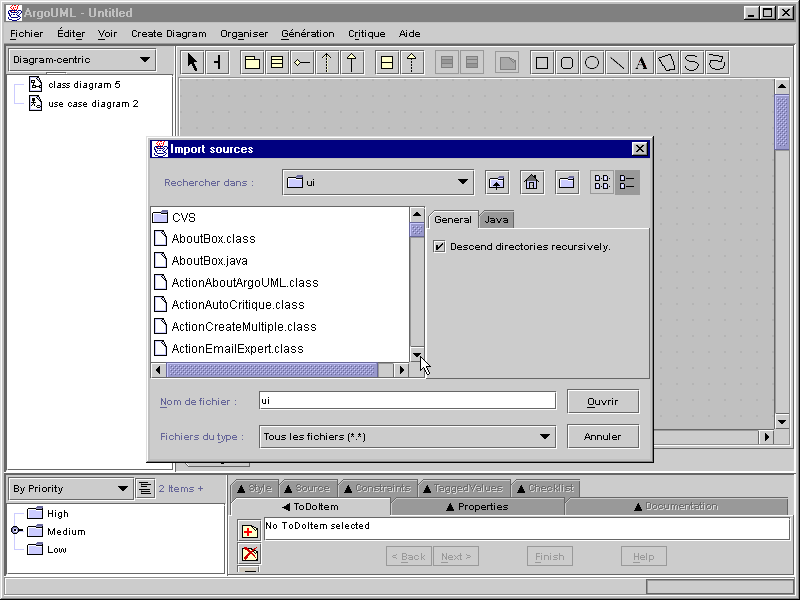 ArgoUML - Untitled
Fichier Éditer Voir Create Diagram Organiser Génération Critique Aide
Diagram-centric
A
class diagram 5
use case diagram 2
Import sources
Rechercher dans : ui
CVS
AboutBox.class
AboutBox.java
ActionAboutArgoUML.class
ActionAutoCritique.class
ActionCreateMultiple.class
ActionEmailExpert.class
General Java
Descend directories recursively.
Nom de fichier : ui Ouvrir
Fichiers du type : Tous les fichiers (*.*) Annuler
By Priority 2 Items +
High
Medium
Low
Style Source Constraints TaggedValues Checklist
ToDoItem Properties Documentation
No ToDoItem selected
< Back Next > Finish Help